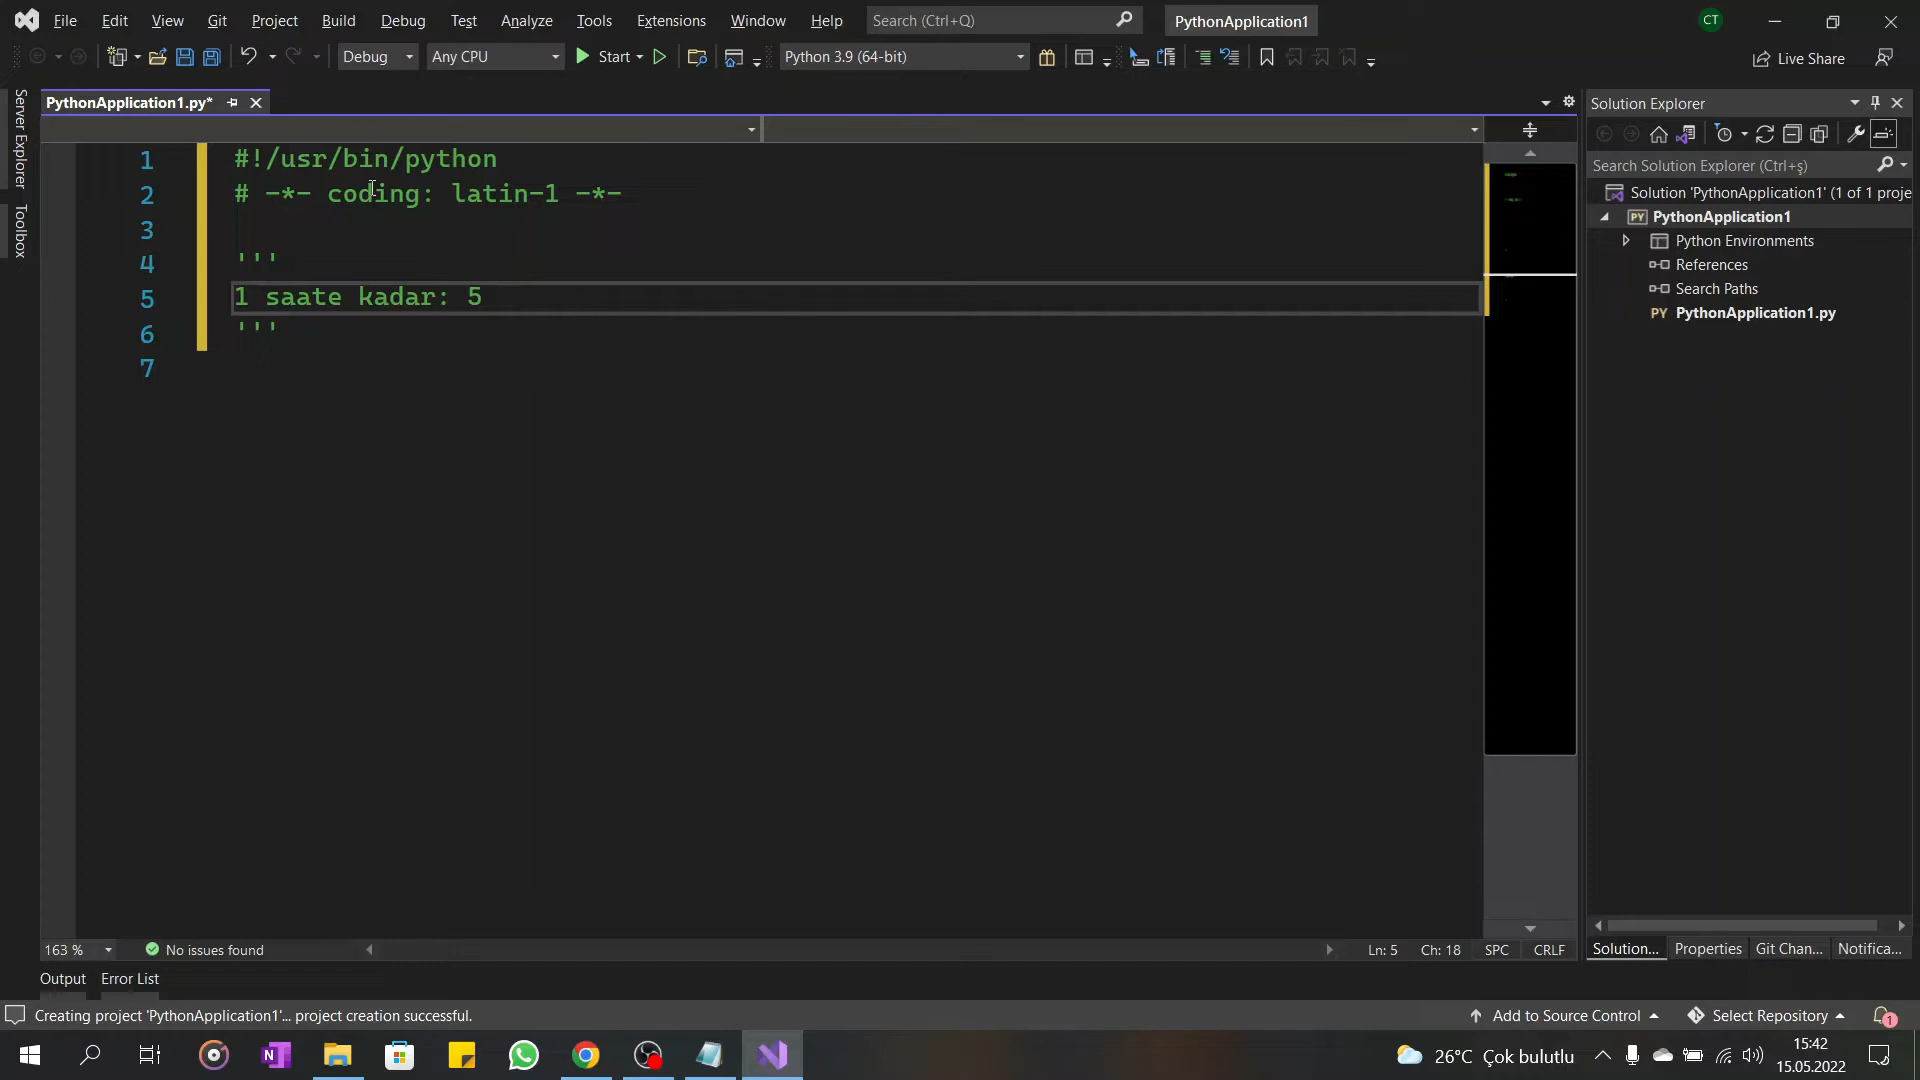 File Edit View Git Project Build Debug Test Analyze Tools Extensions Window Help Search (Ctrl+Q) PythonApplication1 CT
Debug Any CPU Start Python 3.9 (64-bit) Live Share
Server Explorer
Toolbox
PythonApplication1.py*
1 #!/usr/bin/python
2 # -*- coding: latin-1 -*-
3
4 '''
5 1 saate kadar: 5
6 '''
7
163 % No issues found Ln: 5 Ch: 18 SPC CRLF
Solution Explorer
Search Solution Explorer (Ctrl+ş)
Solution 'PythonApplication1' (1 of 1 proje
PY PythonApplication1
Python Environments
References
Search Paths
PY PythonApplication1.py
Solution... Properties Git Chan... Notifica...
Output Error List
Creating project 'PythonApplication1'... project creation successful. Add to Source Control Select Repository 1
N 26°C Çok bulutlu 15:42
15.05.2022